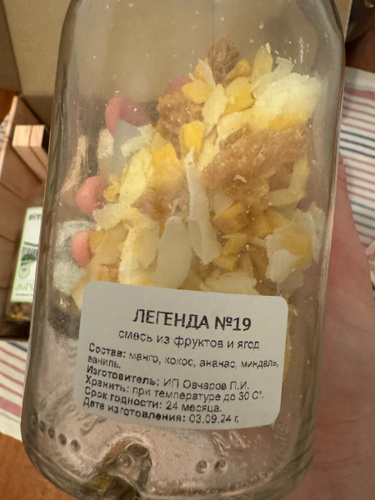 ЛЕГЕНДА №19
смесь из фруктов и ягод
Состав: манго, кокос, ананас, миндаль,
ваниль.
Изготовитель: ИП Овчаров П.И.
Хранить: при температуре до 30 С°.
Срок годности: 24 месяца.
Дате изготовления: 03.09.24 г.